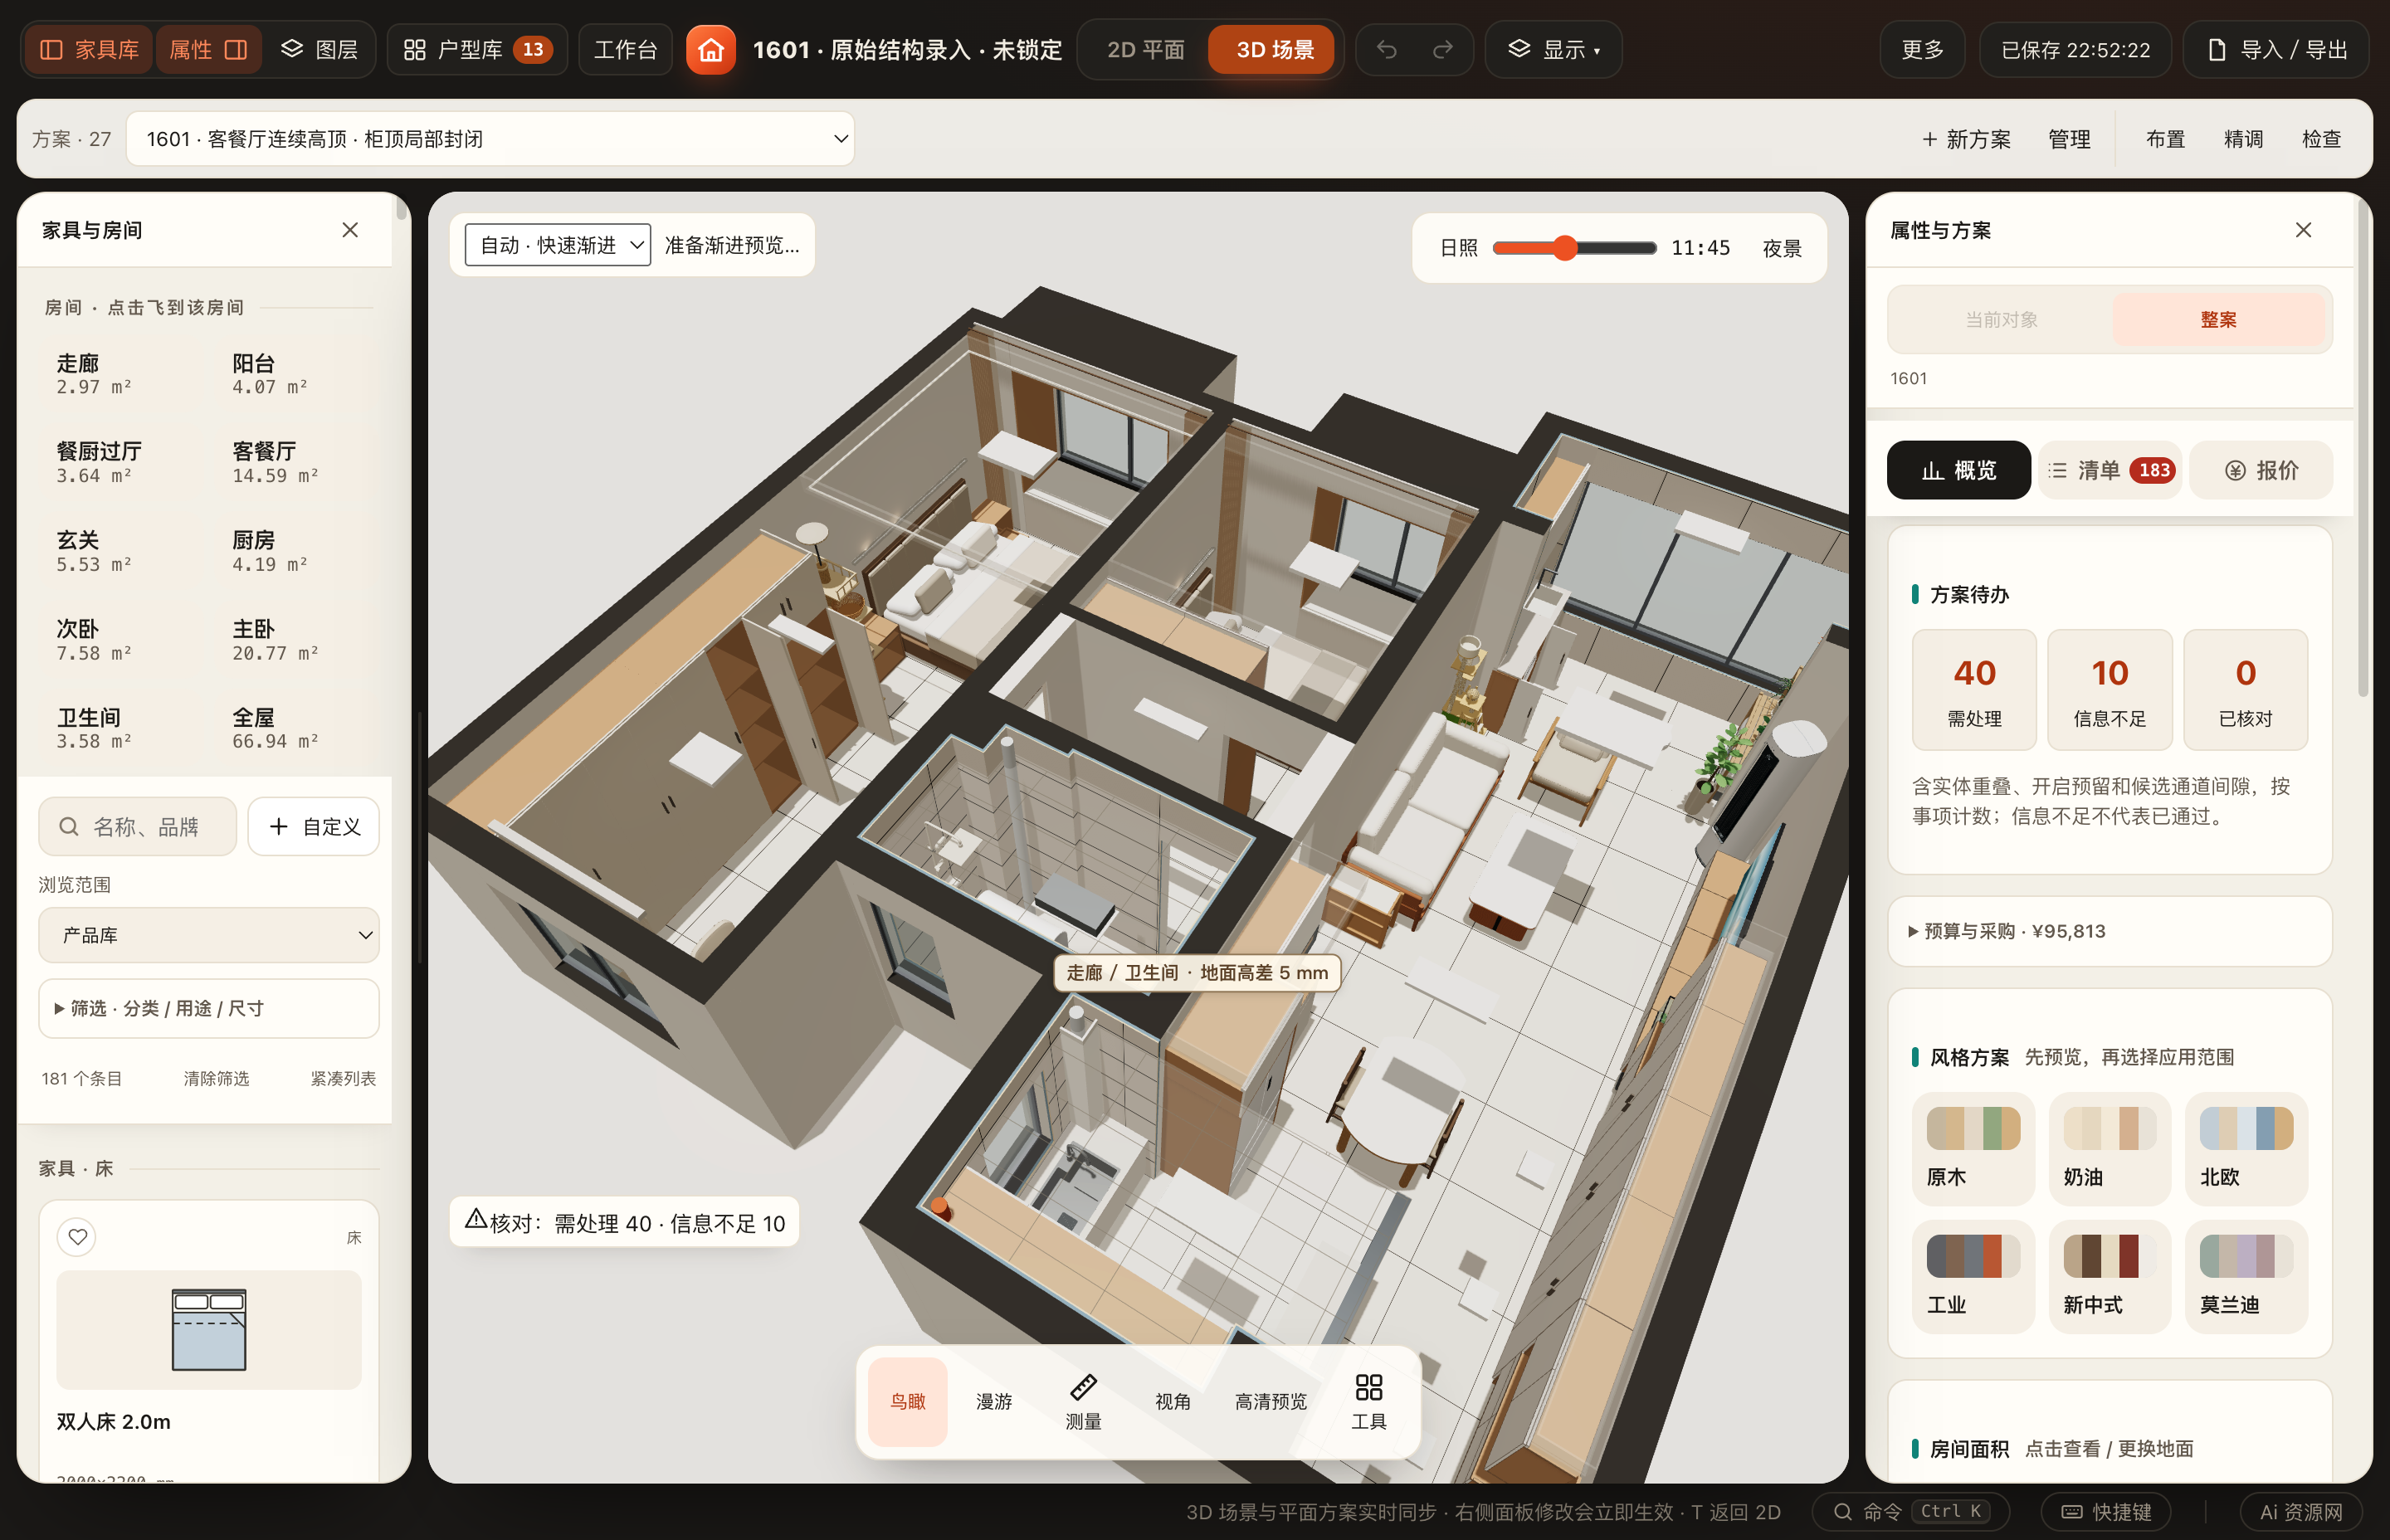 家具库 属性 图层 户型库 13 工作台 1601 · 原始结构录入 · 未锁定 2D 平面 3D 场景 显示 ▾ 更多 已保存 22:52:22 导入 / 导出
方案 · 27 1601 · 客餐厅连续高顶 · 柜顶局部封闭 + 新方案 管理 布置 精调 检查
家具与房间
房间 · 点击飞到该房间
走廊 阳台
2.97 m² 4.07 m²
餐厨过厅 客餐厅
3.64 m² 14.59 m²
玄关 厨房
5.53 m² 4.19 m²
次卧 主卧
7.58 m² 20.77 m²
卫生间 全屋
3.58 m² 66.94 m²
名称、品牌 + 自定义
浏览范围
产品库
▶ 筛选 · 分类 / 用途 / 尺寸
181 个条目 清除筛选 紧凑列表
家具 · 床
床
双人床 2.0m
自动 · 快速渐进 准备渐进预览...
日照 11:45 夜景
走廊 / 卫生间 · 地面高差 5 mm
核对：需处理 40 · 信息不足 10
鸟瞰 漫游 测量 视角 高清预览 工具
属性与方案
当前对象 整案
1601
概览 清单 183 报价
方案待办
40 10 0
需处理 信息不足 已核对
含实体重叠、开启预留和候选通道间隙，按
事项计数；信息不足不代表已通过。
▶ 预算与采购 · ¥95,813
风格方案 先预览，再选择应用范围
原木 奶油 北欧
工业 新中式 莫兰迪
房间面积 点击查看 / 更换地面
3D 场景与平面方案实时同步 · 右侧面板修改会立即生效 · T 返回 2D 命令 Ctrl K 快捷键 Ai 资源网